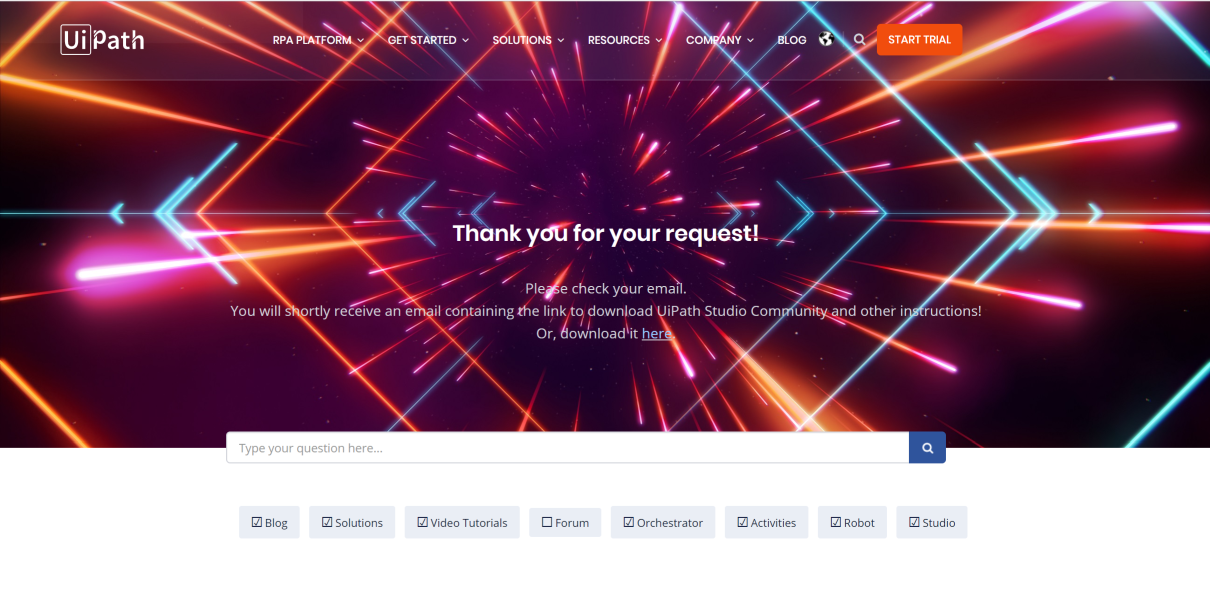 UiPath
RPA PLATFORM GET STARTED SOLUTIONS RESOURCES COMPANY BLOG START TRIAL
Thank you for your request!
Please check your email.
You will shortly receive an email containing the link to download UiPath Studio Community and other instructions!
Or, download it here.
Type your question here...
☑ Blog ☑ Solutions ☑ Video Tutorials ☐ Forum ☑ Orchestrator ☑ Activities ☑ Robot ☑ Studio